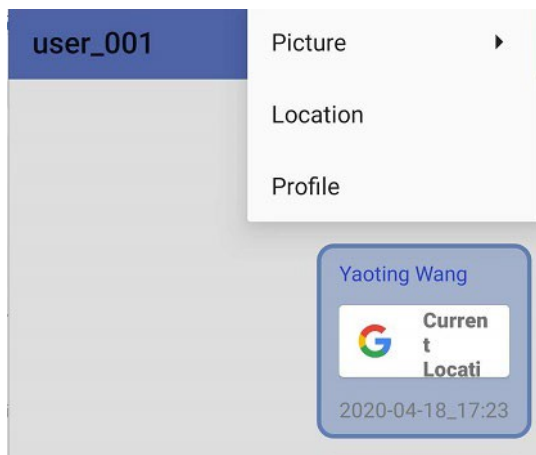 user_001
Picture
Location
Profile
Yaoting Wang
Curren
t
Locati
2020-04-18_17:23